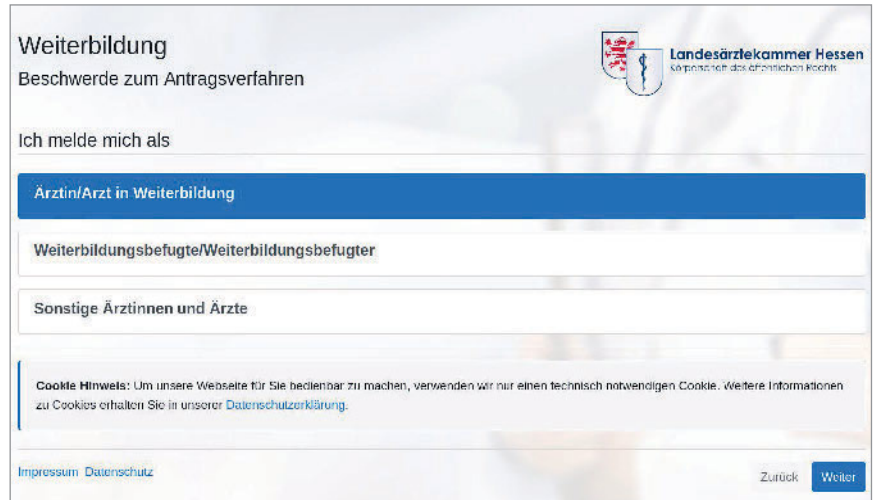 Weiterbildung
Beschwerde zum Antragsverfahren
Landesärztekammer Hessen
Körperschaft des öffentlichen Rechts
Ich melde mich als
Ärztin/Arzt in Weiterbildung
Weiterbildungsbefugte/Weiterbildungsbefugter
Sonstige Ärztinnen und Ärzte
Cookie Hinweis: Um unsere Webseite für Sie bedienbar zu machen, verwenden wir nur einen technisch notwendigen Cookie. Weitere Informationen
zu Cookies erhalten Sie in unserer Datenschutzerklärung.
Impressum Datenschutz
Zurück Weiter